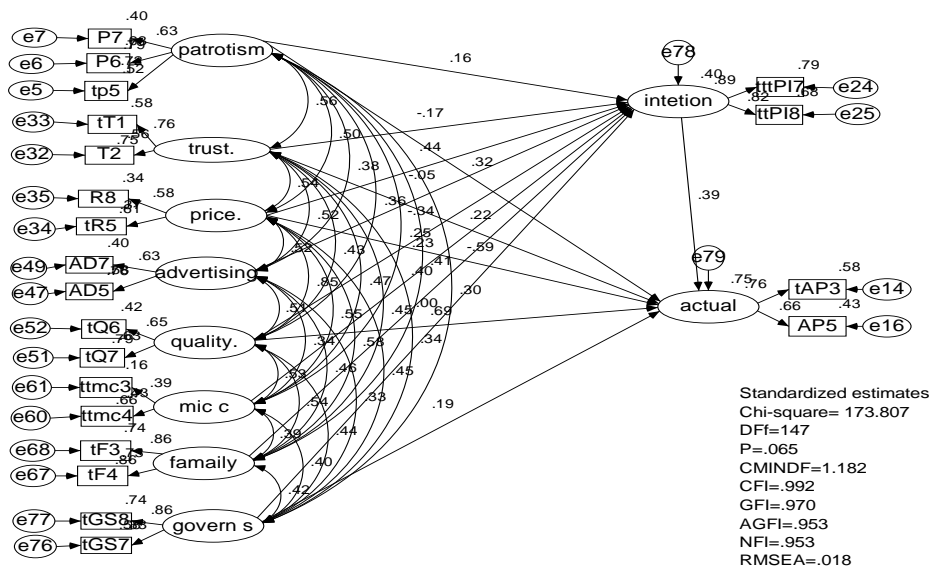 .40
e7 P7 .63 patrotism
e6 P6
e5 tp5 .52
.58
e33 tT1 .76 trust.
e32 T2 .75
.34
e35 R8 .58 price.
e34 tR5 .61
.40
e49 AD7 .63 advertising
e47 AD5
.42
e52 tQ6 .65 quality.
e51 tQ7
.16
e61 ttmc3 .39 mic c
e60 ttmc4 .66
.74
e68 tF3 .86 famaily
e67 tF4 .86
.74
e77 tGS8 .86 govern s
e76 tGS7
.56
.50
.38
.36
.25
.41
.30
.54
.52
.43
.47
.00
.69
.52
.85
.55
.58
.34
.51
.34
.46
.45
.53
.54
.33
.39
.44
.40
.42
.16
-.17
.44
-.05
.32
-.34
.22
.23
-.59
.40
.45
.19
.39
e78
.40
intetion
.89
.82
.79
tttPI7 e24
.68
ttPI8 e25
e79
.75
actual
.76
.66
.58
tAP3 e14
.43
AP5 e16
Standardized estimates
Chi-square= 173.807
DFf=147
P=.065
CMINDF=1.182
CFI=.992
GFI=.970
AGFI=.953
NFI=.953
RMSEA=.018